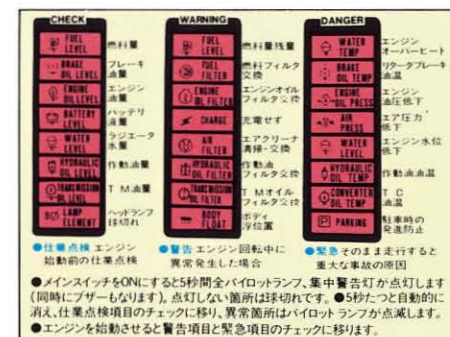 CHECK
FUEL LEVEL 燃料量
BRAKE OIL LEVEL ブレーキ油量
ENGINE OIL LEVEL エンジン油量
BATTERY LEVEL バッテリ液量
WATER LEVEL ラジエータ水量
HYDRAULIC OIL LEVEL 作動油量
TRANSMISSION OIL LEVEL T M油量
LAMP ELEMENT ヘッドランプ球切れ
●仕業点検 エンジン
始動前の仕業点検
WARNING
FUEL LEVEL 燃料量残量
FUEL FILTER 燃料フィルタ交換
ENGINE OIL FILTER エンジンオイルフィルタ交換
CHARGE 充電せず
AIR FILTER エアクリーナ清掃・交換
HYDRAULIC OIL FILTER 作動油フィルタ交換
TRANSMISSION OIL FILTER T Mオイルフィルタ交換
BODY FLOAT ボディ浮位置
●警告 エンジン回転中に
異常発生した場合
DANGER
WATER TEMP エンジンオーバーヒート
BRAKE OIL TEMP リターダブレーキ油温
ENGINE OIL PRESS エンジン油圧低下
AIR PRESS エア圧力低下
WATER LEVEL エンジン水位低下
HYDRAULIC OIL TEMP 作動油油温
CONVERTER OIL TEMP T C油温
P PARKING 駐車時の発進防止
●緊急 そのまま走行すると
重大な事故の原因
●メインスイッチをONにすると5秒間全パイロットランプ、集中警告灯が点灯します
(同時にブザーもなります)。点灯しない箇所は球切れです。●5秒たつと自動的に
消え、仕業点検項目のチェックに移り、異常箇所はパイロットランプが点滅します。
●エンジンを始動させると警告項目と緊急項目のチェックに移ります。